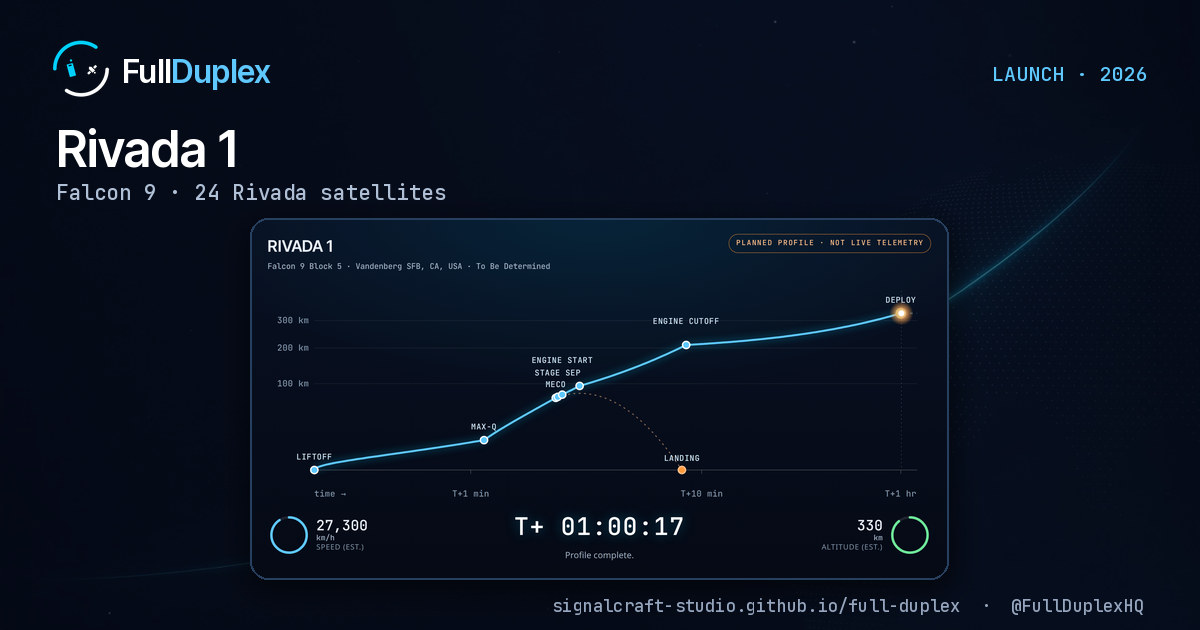 FullDuplex
LAUNCH · 2026
Rivada 1
Falcon 9 · 24 Rivada satellites
RIVADA 1
PLANNED PROFILE · NOT LIVE TELEMETRY
Falcon 9 Block 5 · Vandenberg SFB, CA, USA · To Be Determined
DEPLOY
300 km
ENGINE CUTOFF
200 km
ENGINE START
STAGE SEP
100 km
MECO
MAX-Q
LIFTOFF
LANDING
time →
T+1 min
T+10 min
T+1 hr
27,300
km/h
SPEED (EST.)
T+ 01:00:17
Profile complete.
330
km
ALTITUDE (EST.)
signalcraft-studio.github.io/full-duplex · @FullDuplexHQ